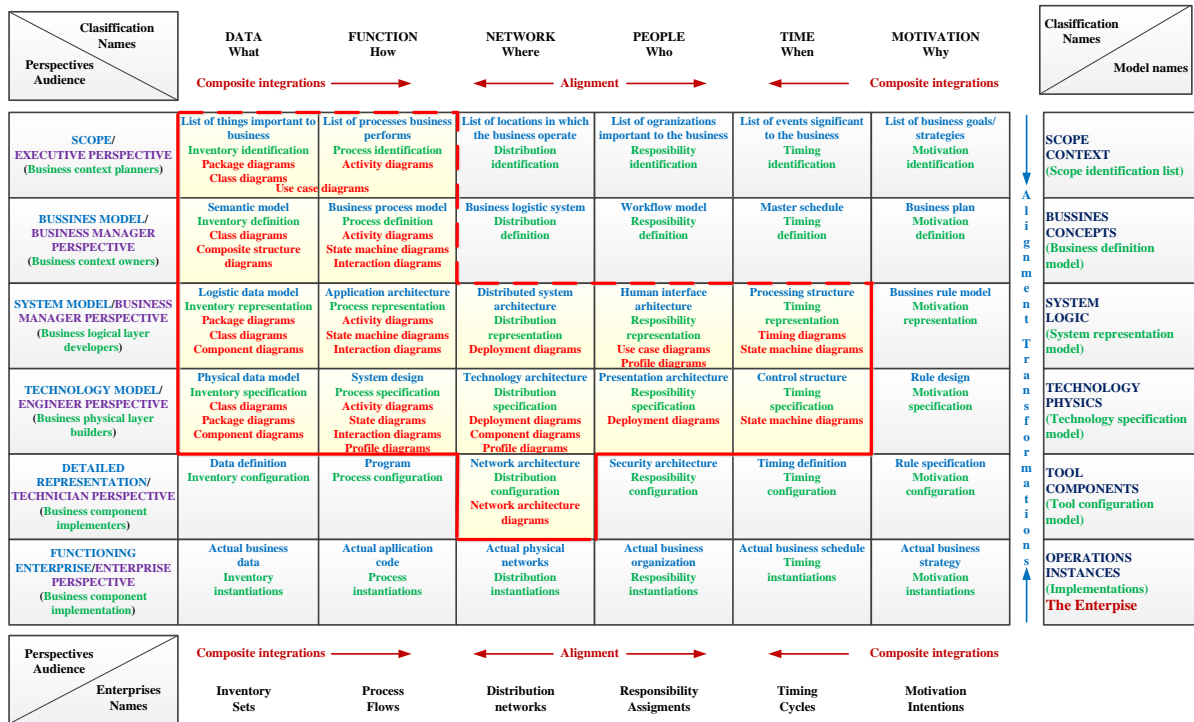 Clasiffication
Names
Perspectives
Audience
DATA
What
FUNCTION
How
NETWORK
Where
PEOPLE
Who
TIME
When
MOTIVATION
Why
Clasiffication
Names
Model names
Composite integrations
Alignment
Composite integrations
SCOPE/
EXECUTIVE PERSPECTIVE
(Business context planners)
List of things important to
business
Inventory identification
Package diagrams
Class diagrams
List of processes business
performs
Process identification
Activity diagrams
Use case diagrams
List of locations in which
the business operate
Distribution
identification
List of ogranizations
important to the business
Resposibility
identification
List of events significant
to the business
Timing
identification
List of business goals/
strategies
Motivation
identification
SCOPE
CONTEXT
(Scope identification list)
BUSSINES MODEL/
BUSINESS MANAGER
PERSPECTIVE
(Business context owners)
Semantic model
Inventory definition
Class diagrams
Composite structure
diagrams
Business process model
Process definition
Activity diagrams
State machine diagrams
Interaction diagrams
Business logistic system
Distribution
definition
Workflow model
Resposibility
definition
Master schedule
Timing
definition
Business plan
Motivation
definition
BUSSINES
CONCEPTS
(Business definition
model)
SYSTEM MODEL/BUSINESS
MANAGER PERSPECTIVE
(Business logical layer
developers)
Logistic data model
Inventory representation
Package diagrams
Class diagrams
Component diagrams
Application architecture
Process representation
Activity diagrams
State machine diagrams
Interaction diagrams
Distributed system
arcitecture
Distribution
representation
Deployment diagrams
Human interface
arhitecture
Resposibility
representation
Use case diagrams
Profile diagrams
Processing structure
Timing
representation
Timing diagrams
State machine diagrams
Bussines rule model
Motivation
representation
SYSTEM
LOGIC
(System representation
model)
TECHNOLOGY MODEL/
ENGINEER PERSPECTIVE
(Business physical layer
builders)
Physical data model
Inventory specification
Class diagrams
Package diagrams
Component diagrams
System design
Process specification
Activity diagrams
State diagrams
Interaction diagrams
Profile diagrams
Technology architecture
Distribution
specification
Deployment diagrams
Component diagrams
Profile diagrams
Presentation architecture
Resposibility
specification
Deployment diagrams
Control structure
Timing
specification
State machine diagrams
Rule design
Motivation
specification
TECHNOLOGY
PHYSICS
(Technology specification
model)
DETAILED
REPRESENTATION/
TECHNICIAN PERSPECTIVE
(Business component
implementers)
Data definition
Inventory configuration
Program
Process configuration
Network architecture
Distribution
configuration
Network architecture
diagrams
Security architecture
Resposibility
configuration
Timing definition
Timing
configuration
Rule specification
Motivation
configuration
TOOL
COMPONENTS
(Tool configuration
model)
FUNCTIONING
ENTERPRISE/ENTERPRISE
PERSPECTIVE
(Business component
implementation)
Actual business
data
Inventory
instantiations
Actual apllication
code
Process
instantiations
Actual physical
networks
Distribution
instantiations
Actual business
organization
Resposibility
instantiations
Actual business schedule
Timing
instantiations
Actual business
strategy
Motivation
instantiations
OPERATIONS
INSTANCES
(Implementations)
The Enterpise
Alignment Transformations
Perspectives
Audience
Enterprises
Names
Composite integrations
Alignment
Composite integrations
Inventory
Sets
Process
Flows
Distribution
networks
Responsibility
Assigments
Timing
Cycles
Motivation
Intentions